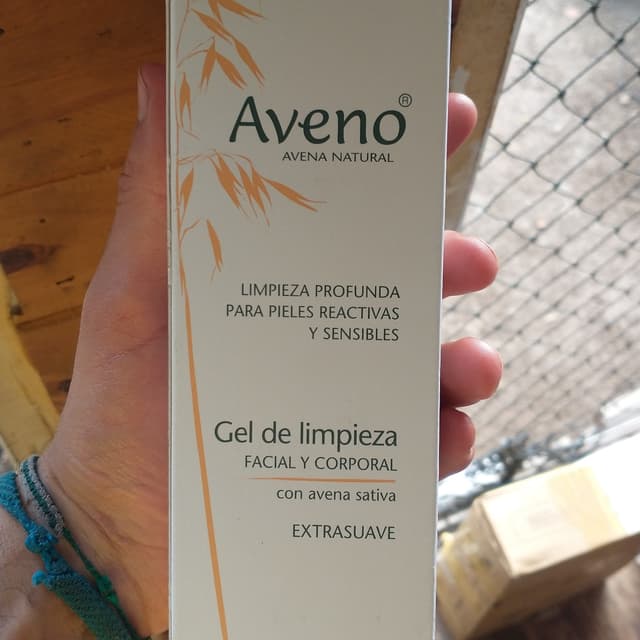 Aveno®
AVENA NATURAL
LIMPIEZA PROFUNDA
PARA PIELES REACTIVAS
Y SENSIBLES
Gel de limpieza
FACIAL Y CORPORAL
con avena sativa
EXTRASUAVE